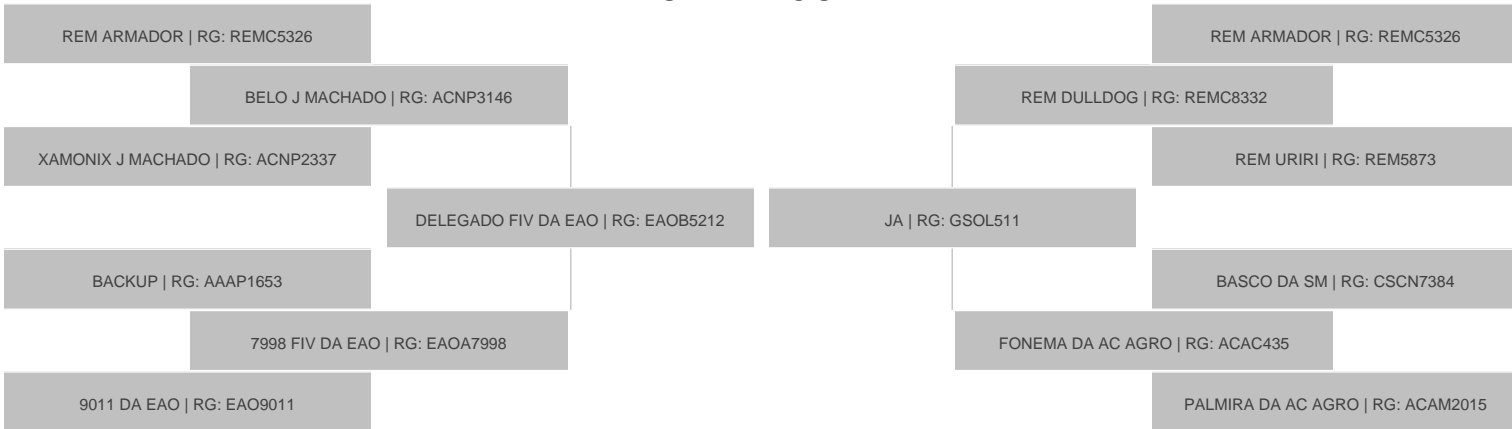 REM ARMADOR | RG: REMC5326
REM ARMADOR | RG: REMC5326
BELO J MACHADO | RG: ACNP3146
REM DULLDOG | RG: REMC8332
XAMONIX J MACHADO | RG: ACNP2337
REM URIRI | RG: REM5873
DELEGADO FIV DA EAO | RG: EAOB5212
JA | RG: GSOL511
BACKUP | RG: AAAP1653
BASCO DA SM | RG: CSCN7384
7998 FIV DA EAO | RG: EAOA7998
FONEMA DA AC AGRO | RG: ACAC435
9011 DA EAO | RG: EAO9011
PALMIRA DA AC AGRO | RG: ACAM2015